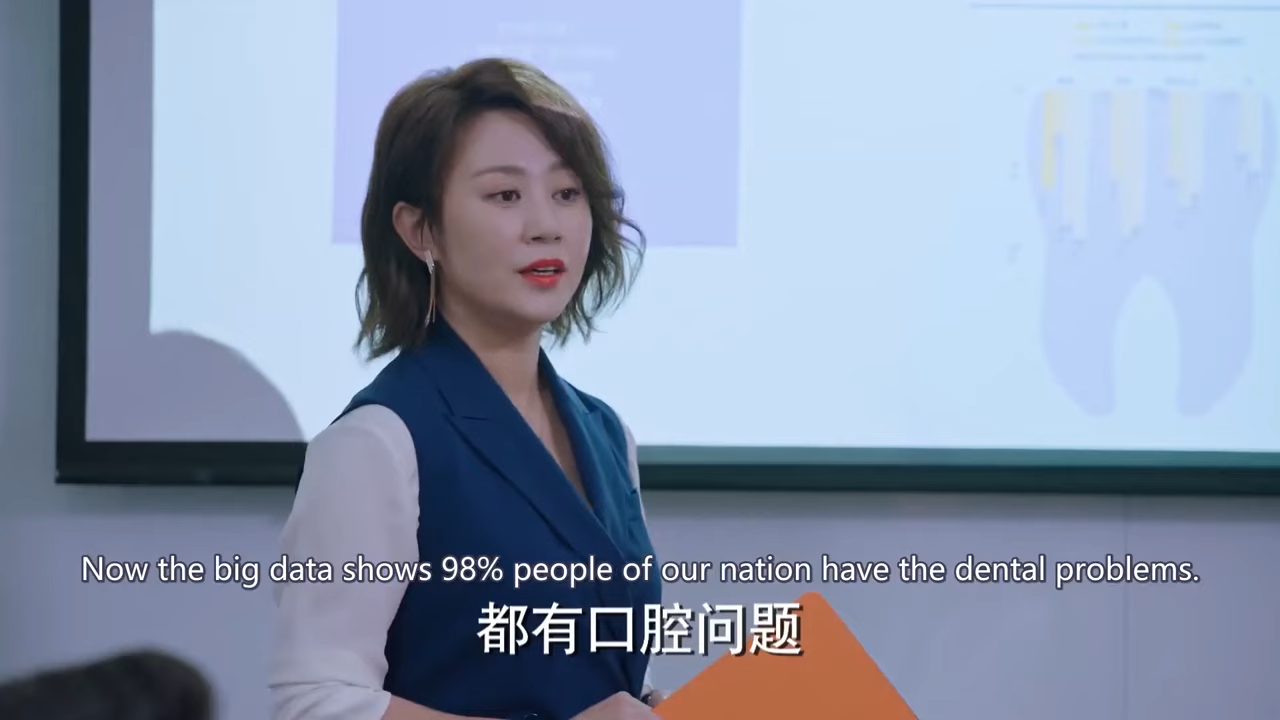 Now the big data shows 98% people of our nation have the dental problems.
都有口腔问题